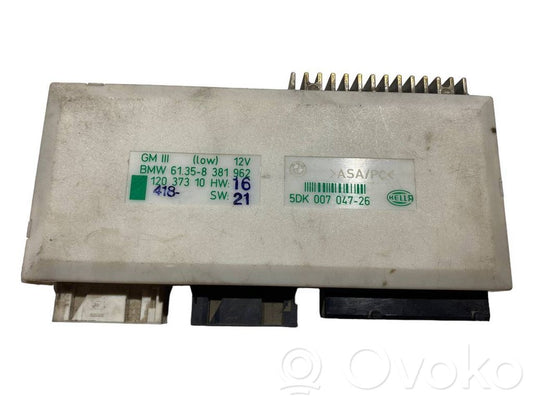 GM III (low) 12V
BMW 61.35-8 381 962
120 373 10 HW: 16
418- SW: 21
>ASA/PC<
5DK 007 047-26
HELLA
Ovoko